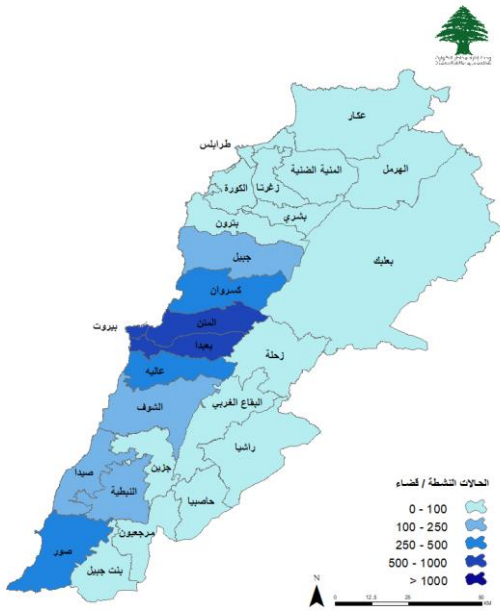 عكار
طرابلس
المنية الضنية
الهرمل
زغرتا
الكورة
بشري
بترون
بعلبك
جبيل
كسروان
المتن
بيروت
بعبدا
زحلة
عاليه
البقاع الغربي
الشوف
راشيا
صيدا
جزين
النبطية
حاصبيا
مرجعيون
صور
بنت جبيل
الحالات النشطة / قضاء
0 - 100
100 - 250
250 - 500
500 - 1000
> 1000
N
0 12.5 25 50
KM